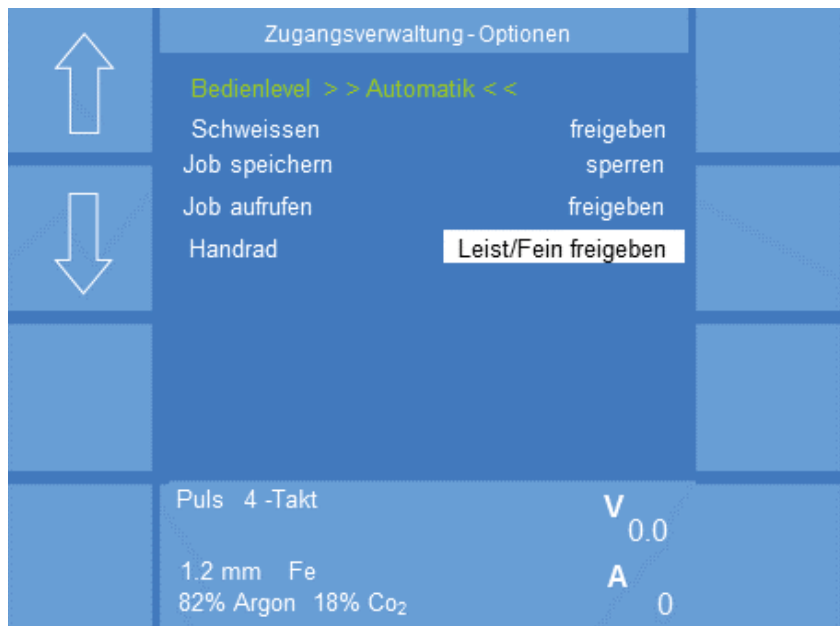 Zugangsverwaltung - Optionen
Bedienlevel > > Automatik < <
Schweissen freigeben
Job speichern sperren
Job aufrufen freigeben
Handrad Leist/Fein freigeben
Puls 4 -Takt
V 0.0
1.2 mm Fe
82% Argon 18% Co₂
A 0